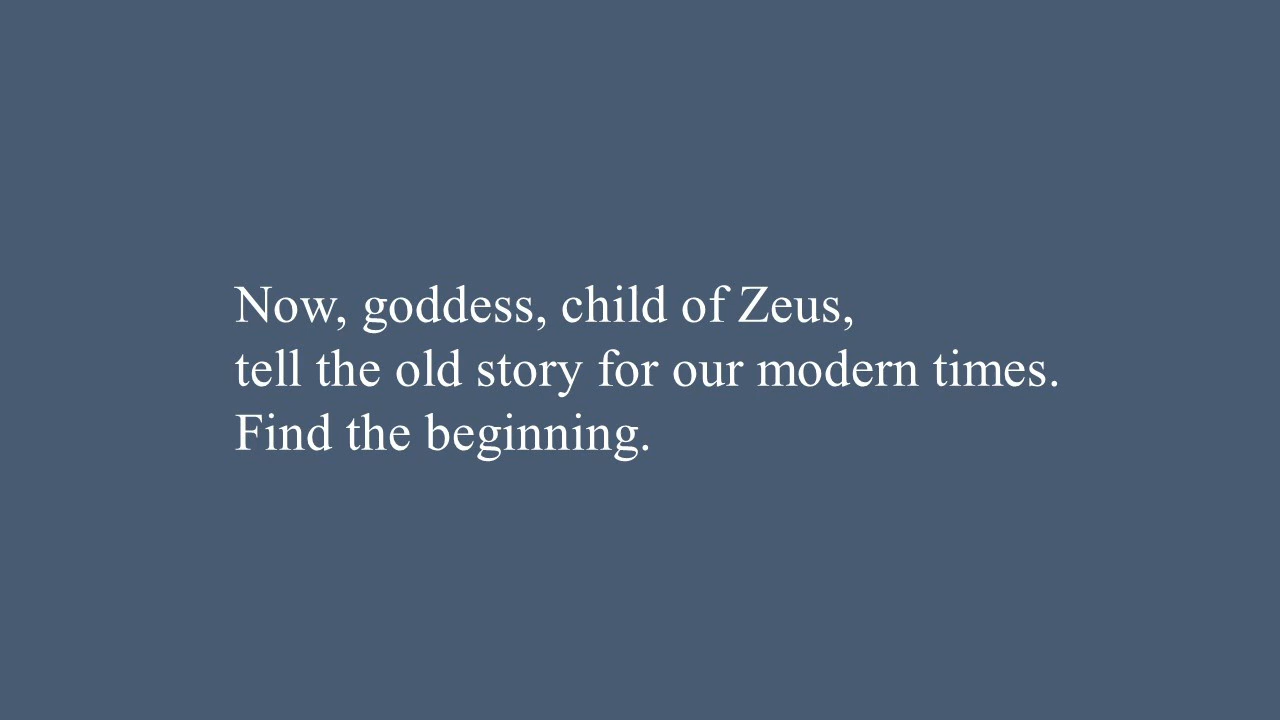 Now, goddess, child of Zeus,
tell the old story for our modern times.
Find the beginning.